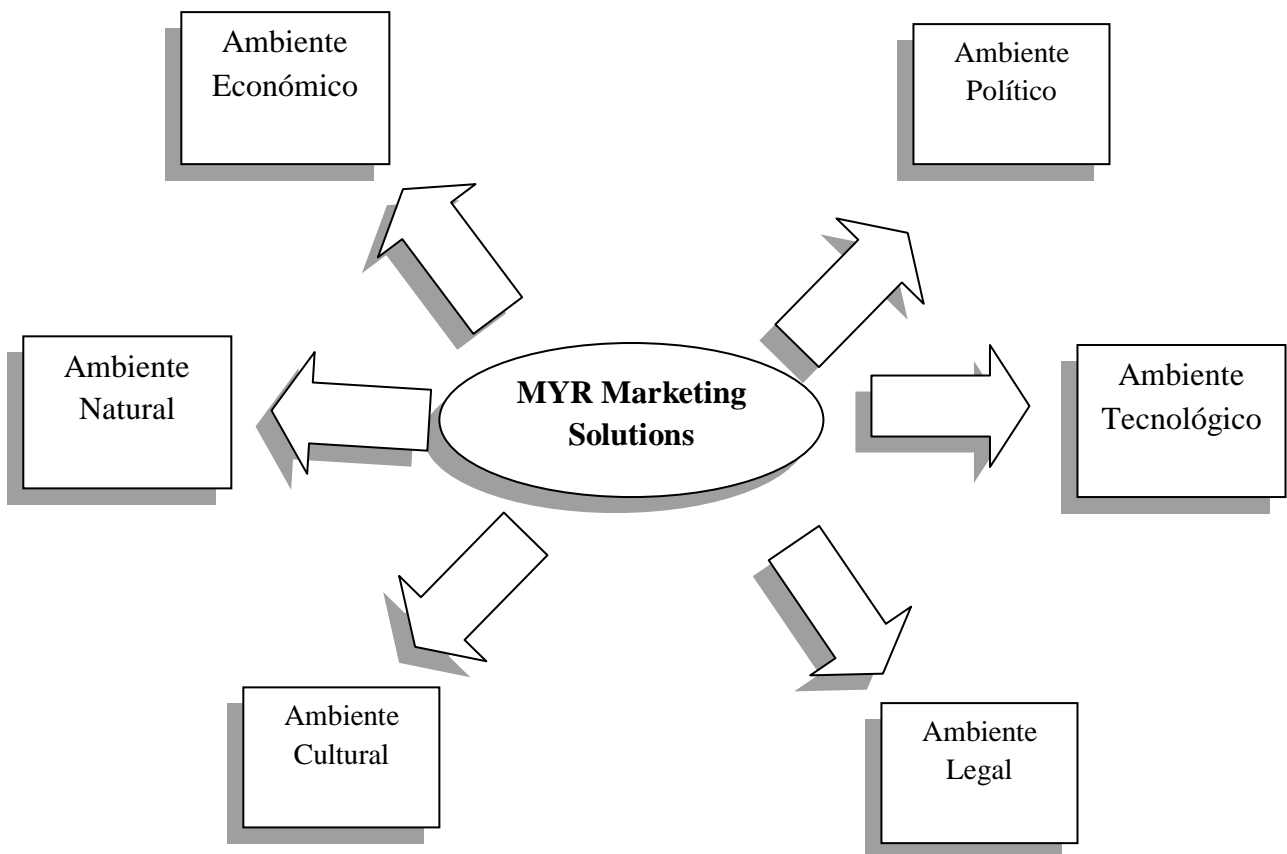 Ambiente
Económico
Ambiente
Político
Ambiente
Natural
MYR Marketing
Solutions
Ambiente
Tecnológico
Ambiente
Cultural
Ambiente
Legal